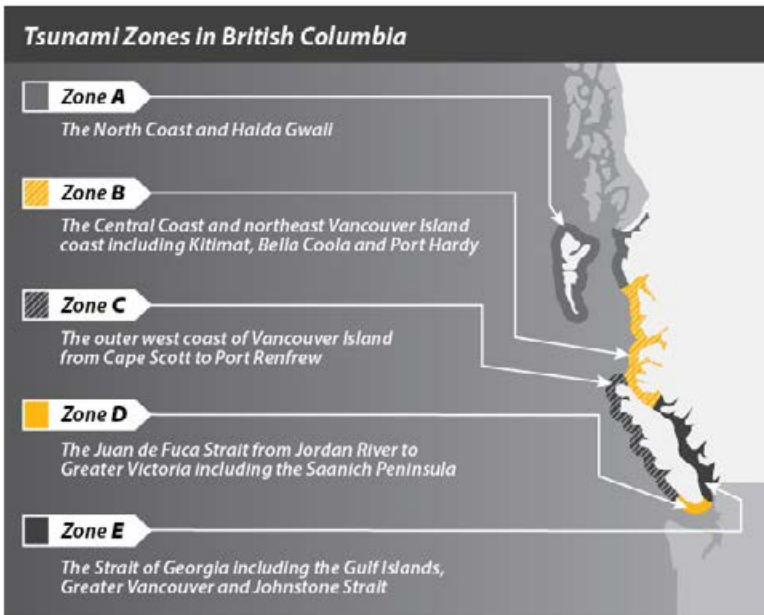 Tsunami Zones in British Columbia
Zone A
The North Coast and Haida Gwaii
Zone B
The Central Coast and northeast Vancouver Island
coast including Kitimat, Bella Coola and Port Hardy
Zone C
The outer west coast of Vancouver Island
from Cape Scott to Port Renfrew
Zone D
The Juan de Fuca Strait from Jordan River to
Greater Victoria including the Saanich Peninsula
Zone E
The Strait of Georgia including the Gulf Islands,
Greater Vancouver and Johnstone Strait